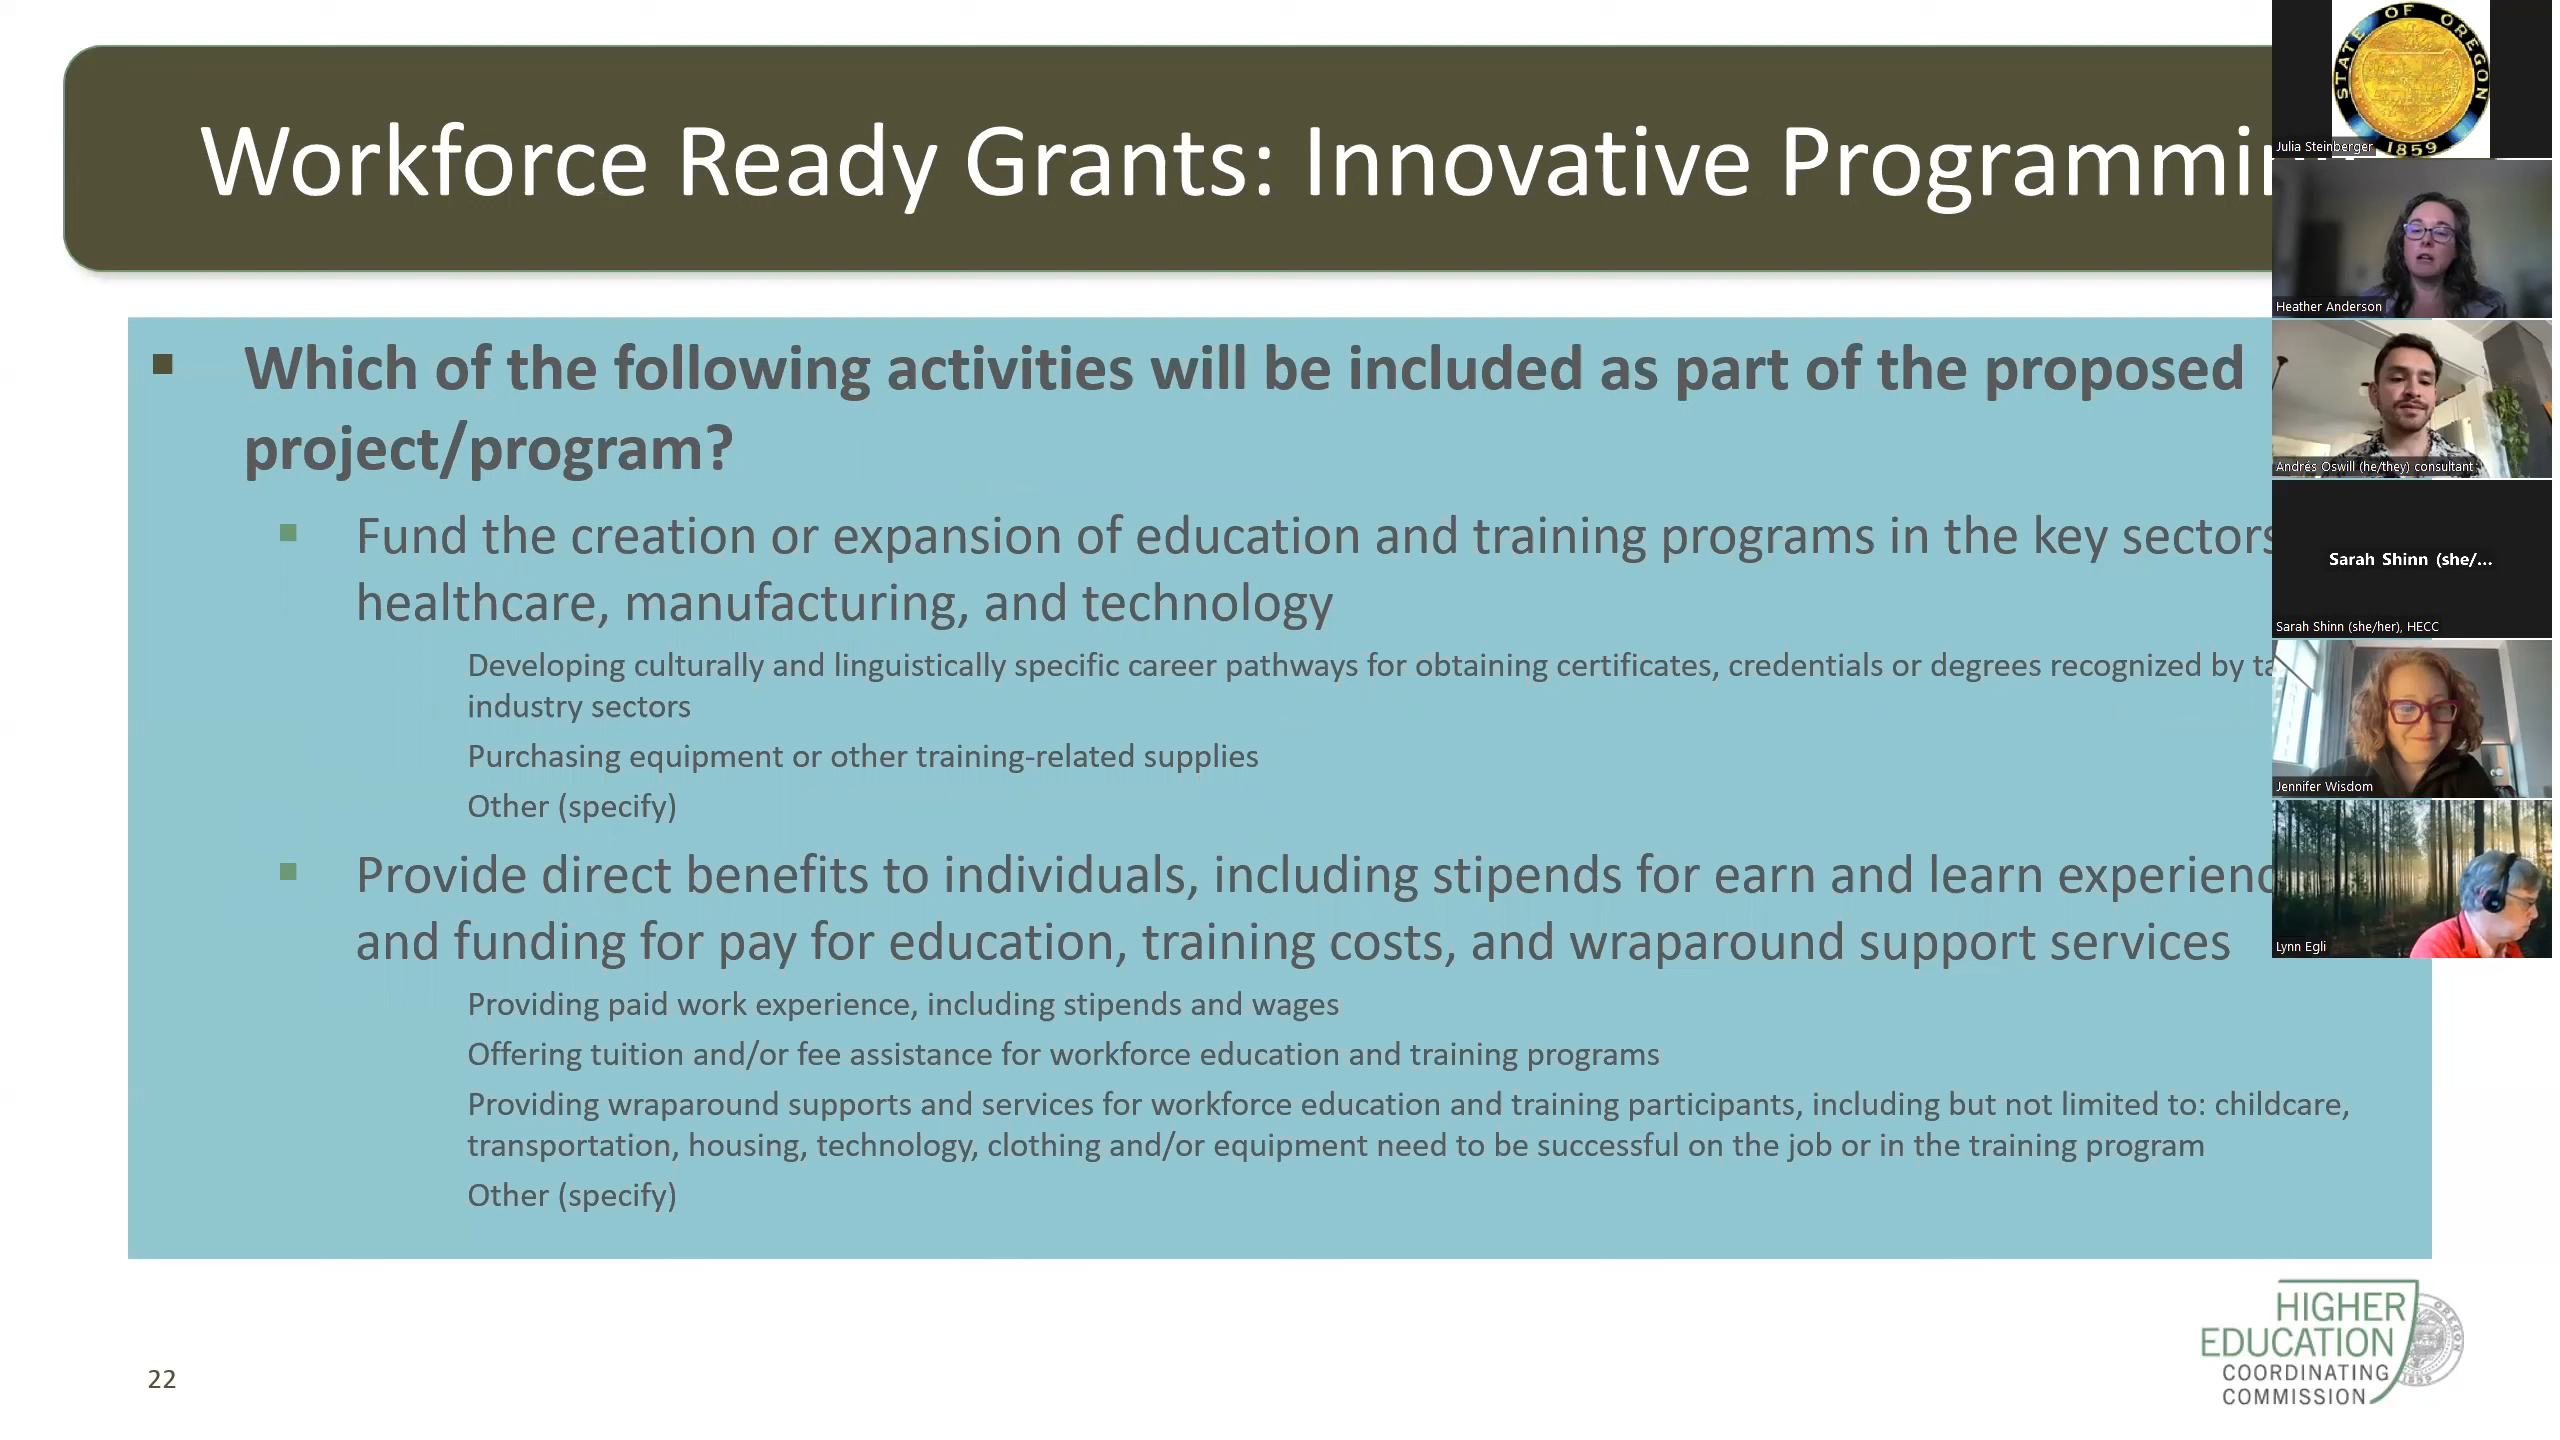 Workforce Ready Grants: Innovative
Which of the following activities will be included as part of the proposed
project/program?
Fund the creation or expansion of education and training programs in the key sectors
healthcare, manufacturing, and technology
Developing culturally and linguistically specific career pathways for obtaining certificates, credentials or degrees recognized by
industry sectors
Purchasing equipment or other training-related supplies
Other (specify)
Provide direct benefits to individuals, including stipends for earn and learn
and funding for pay for education, training costs, and wraparound support services
Providing paid work experience, including stipends and wages
Offering tuition and/or fee assistance for workforce education and training programs
Providing wraparound supports and services for workforce education and training participants, including but not limited to: childcare,
transportation, housing, technology, clothing and/or equipment need to be successful on the job or in the training program
Other (specify)
22
HIGHER
EDUCATION
COORDINATING
COMMISSION
OREGON
1859
STATE OF OREGON
1859
Julia Steinberger
Heather Anderson
Andrés Oswill (he/they) consultant
Sarah Shinn (she/...
Sarah Shinn (she/her), HECC
Jennifer Wisdom
Lynn Egli